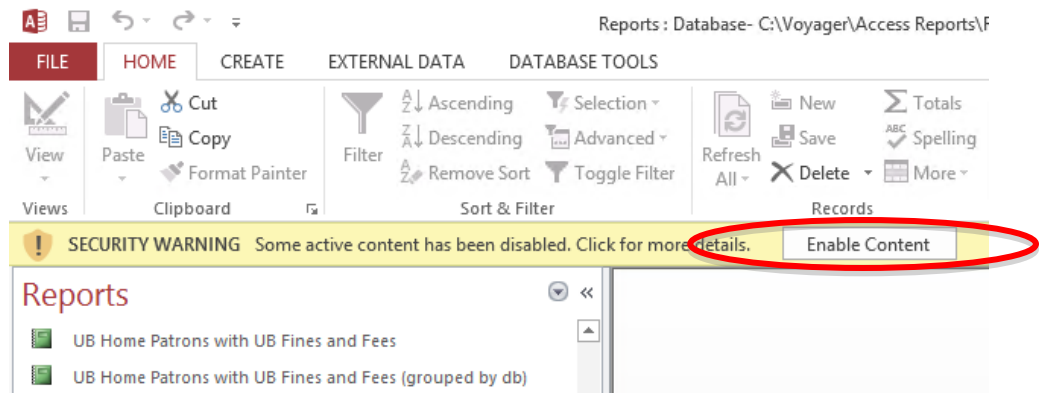 Reports : Database- C:\Voyager\Access Reports\
FILE HOME CREATE EXTERNAL DATA DATABASE TOOLS
View
Views
Paste
Cut
Copy
Format Painter
Clipboard
Filter
Ascending
Descending
Remove Sort
Selection
Advanced
Toggle Filter
Sort & Filter
Refresh
All
New
Save
Delete
Totals
Spelling
More
Records
SECURITY WARNING Some active content has been disabled. Click for more details. Enable Content
Reports
UB Home Patrons with UB Fines and Fees
UB Home Patrons with UB Fines and Fees (grouped by db)